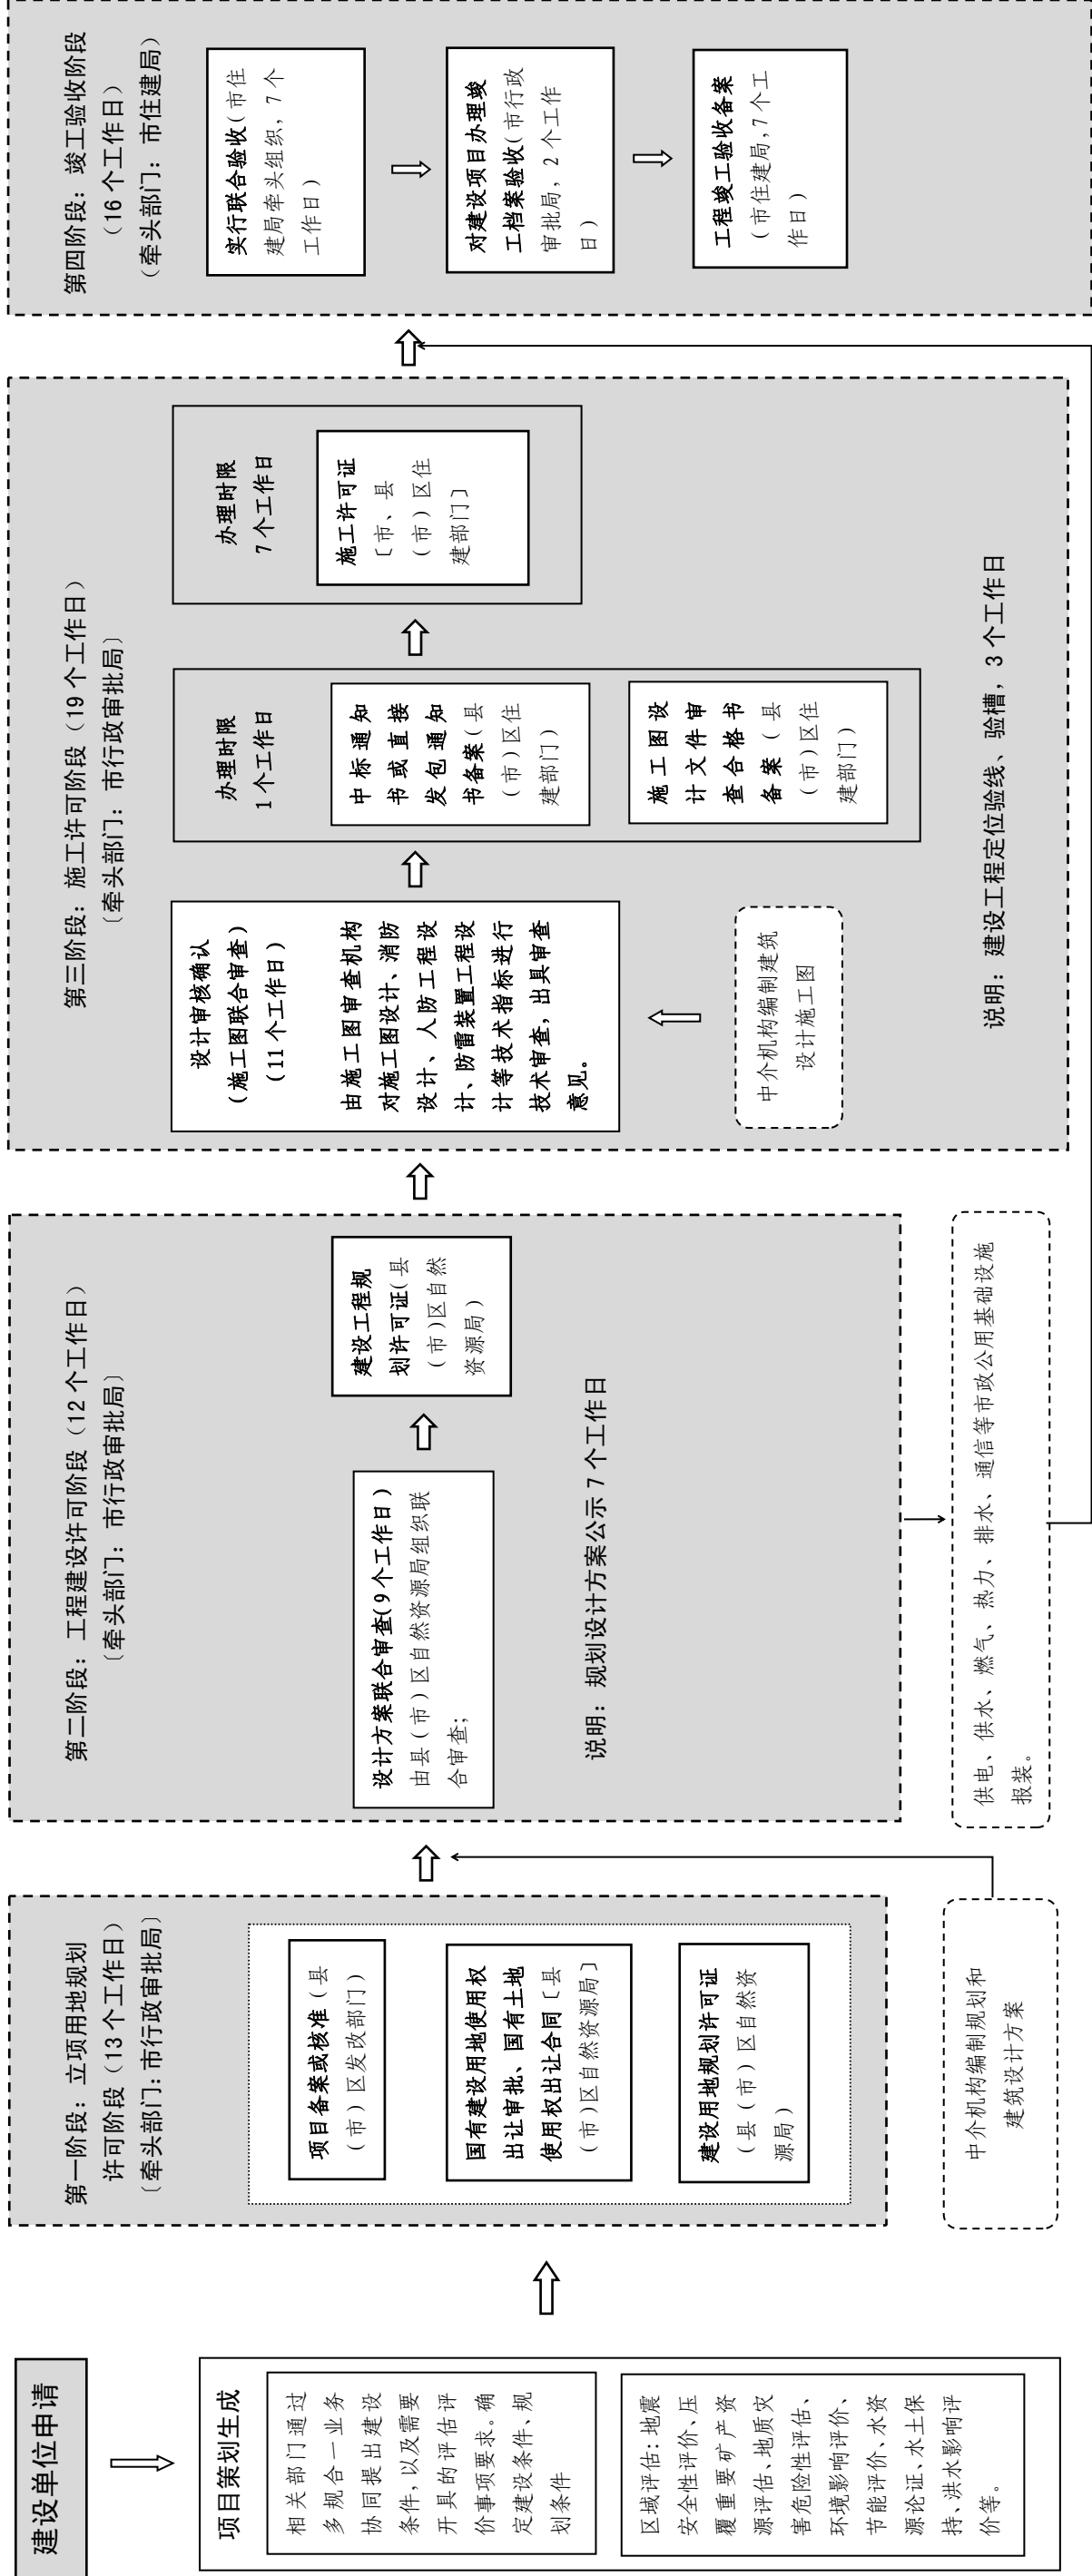 建设单位申请
项目策划生成
相关部门通过
多规合一业务
协同提出建设
条件，以及需要
开具的评估评
价事项要求。确
定建设条件、规
划条件
区域评估：地震
安全性评价、压
覆重要矿产资
源评估、地质灾
害危险性评估、
环境影响评价、
节能评价、水资
源论证、水土保
持、洪水影响评
价等。
第一阶段：立项用地规划
许可阶段（13个工作日）
〔牵头部门：市行政审批局〕
项目备案或核准（县
（市）区发改部门）
国有建设用地使用权
出让审批、国有土地
使用权出让合同〔县
（市）区自然资源局〕
建设用地规划许可证
（县（市）区自然资
源局）
中介机构编制规划和
建筑设计方案
第二阶段：工程建设许可阶段（12个工作日）
〔牵头部门：市行政审批局〕
设计方案联合审查(9个工作日)
由县（市）区自然资源局组织联
合审查；
建设工程规
划许可证(县
（市）区自然
资源局）
说明：规划设计方案公示7个工作日
供电、供水、燃气、热力、排水、通信等市政公用基础设施
报装。
第三阶段：施工许可阶段（19个工作日）
〔牵头部门：市行政审批局〕
设计审核确认
(施工图联合审查)
(11个工作日)
由施工图审查机构
对施工图设计、消防
设计、人防工程设
计、防雷装置工程设
计等技术指标进行
技术审查，出具审查
意见。
中介机构编制建筑
设计施工图
办理时限
1个工作日
中标通知
书或直接
发包通知
书备案(县
（市）区住
建部门）
施工图设
计文件审
查合格书
备案（县
（市）区住
建部门）
办理时限
7个工作日
施工许可证
〔市、县
（市）区住
建部门〕
说明：建设工程定位验线、验槽，3个工作日
第四阶段：竣工验收阶段
（16个工作日）
（牵头部门：市住建局）
实行联合验收(市住
建局牵头组织，7个
工作日）
对建设项目办理竣
工档案验收(市行政
审批局，2个工作
日）
工程竣工验收备案
（市住建局,7个工
作日）